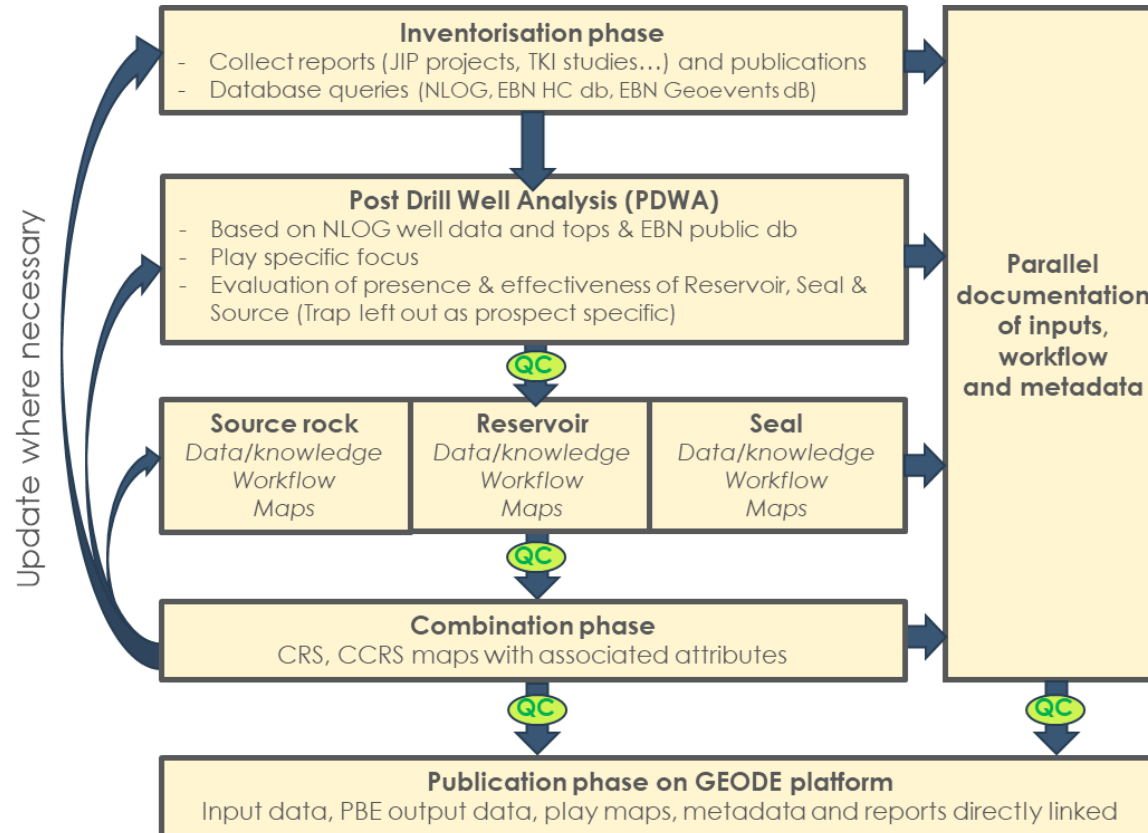 Inventorisation phase
- Collect reports (JIP projects, TKI studies...) and publications
- Database queries (NLOG, EBN HC db, EBN Geoevents dB)
Post Drill Well Analysis (PDWA)
- Based on NLOG well data and tops & EBN public db
- Play specific focus
- Evaluation of presence & effectiveness of Reservoir, Seal &
Source (Trap left out as prospect specific)
QC
Source rock
Data/knowledge
Workflow
Maps
Reservoir
Data/knowledge
Workflow
Maps
Seal
Data/knowledge
Workflow
Maps
QC
Combination phase
CRS, CCRS maps with associated attributes
QC
Parallel
documentation
of inputs,
workflow
and metadata
QC
Publication phase on GEODE platform
Input data, PBE output data, play maps, metadata and reports directly linked
Update where necessary